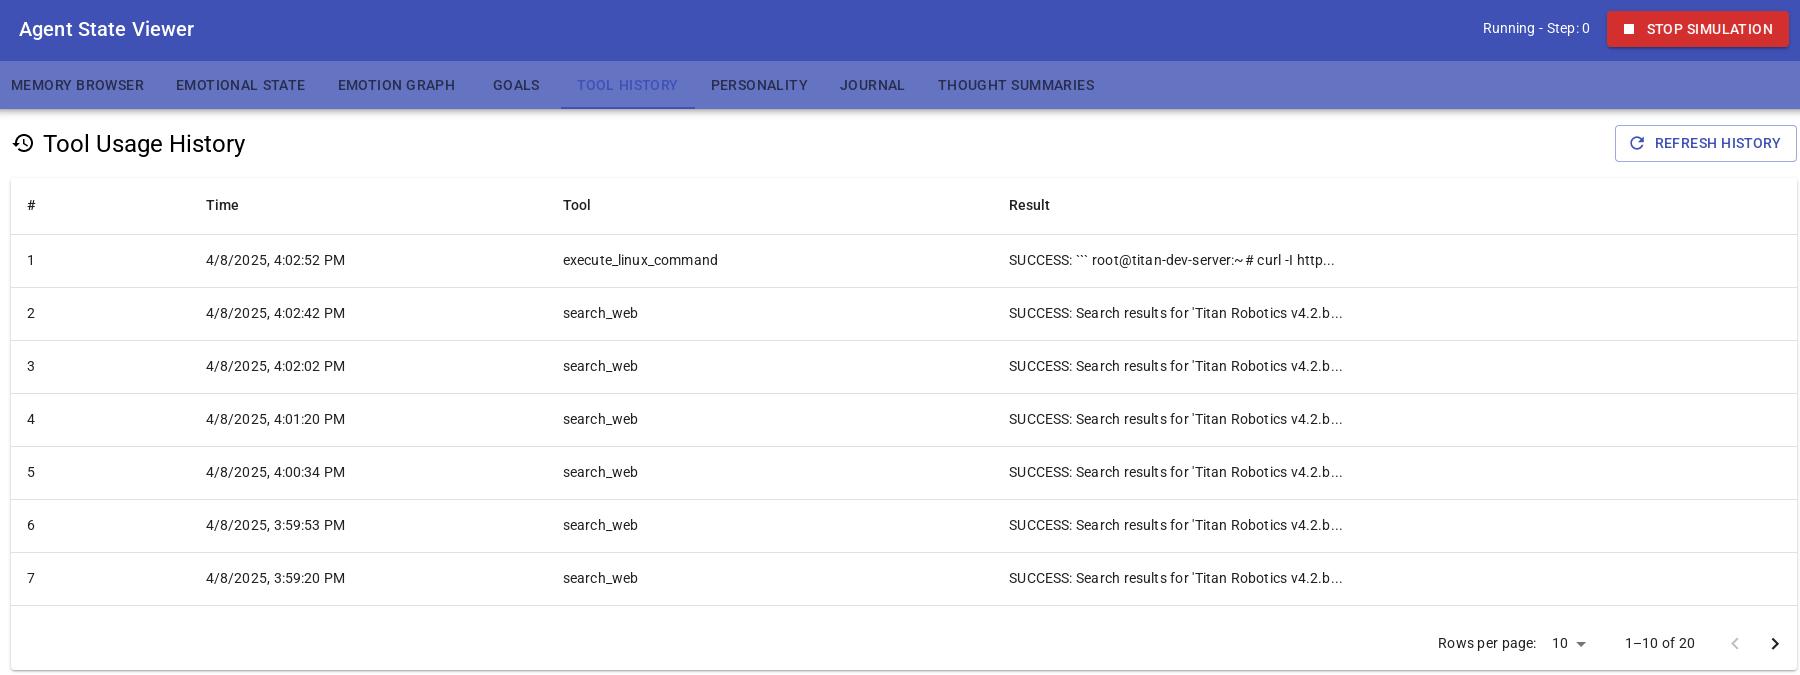 Agent State Viewer
Running - Step: 0
STOP SIMULATION
MEMORY BROWSER EMOTIONAL STATE EMOTION GRAPH GOALS TOOL HISTORY PERSONALITY JOURNAL THOUGHT SUMMARIES
Tool Usage History
REFRESH HISTORY
# Time Tool Result
1 4/8/2025, 4:02:52 PM execute_linux_command SUCCESS: ``` root@titan-dev-server:~# curl -I http...
2 4/8/2025, 4:02:42 PM search_web SUCCESS: Search results for 'Titan Robotics v4.2.b...
3 4/8/2025, 4:02:02 PM search_web SUCCESS: Search results for 'Titan Robotics v4.2.b...
4 4/8/2025, 4:01:20 PM search_web SUCCESS: Search results for 'Titan Robotics v4.2.b...
5 4/8/2025, 4:00:34 PM search_web SUCCESS: Search results for 'Titan Robotics v4.2.b...
6 4/8/2025, 3:59:53 PM search_web SUCCESS: Search results for 'Titan Robotics v4.2.b...
7 4/8/2025, 3:59:20 PM search_web SUCCESS: Search results for 'Titan Robotics v4.2.b...
Rows per page: 10 1–10 of 20